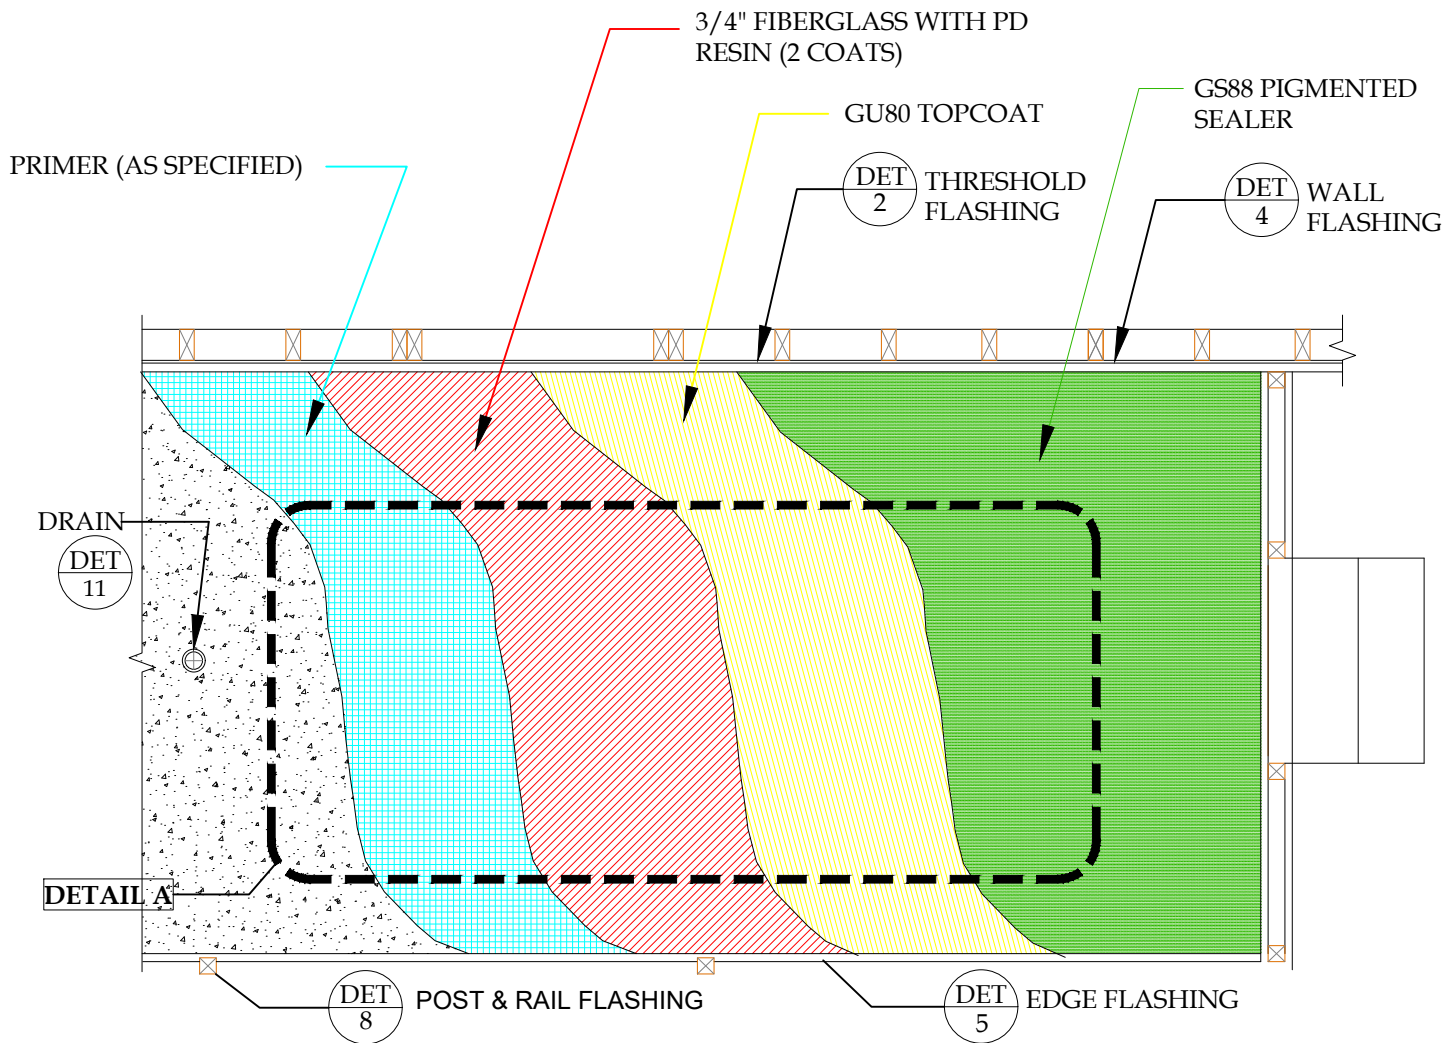 3/4" FIBERGLASS WITH PD
RESIN (2 COATS)
GS88 PIGMENTED
SEALER
GU80 TOPCOAT
PRIMER (AS SPECIFIED)
DET
2
THRESHOLD
FLASHING
DET
4
WALL
FLASHING
DRAIN
DET
11
DETAIL A
DET
8
POST & RAIL FLASHING
DET
5
EDGE FLASHING